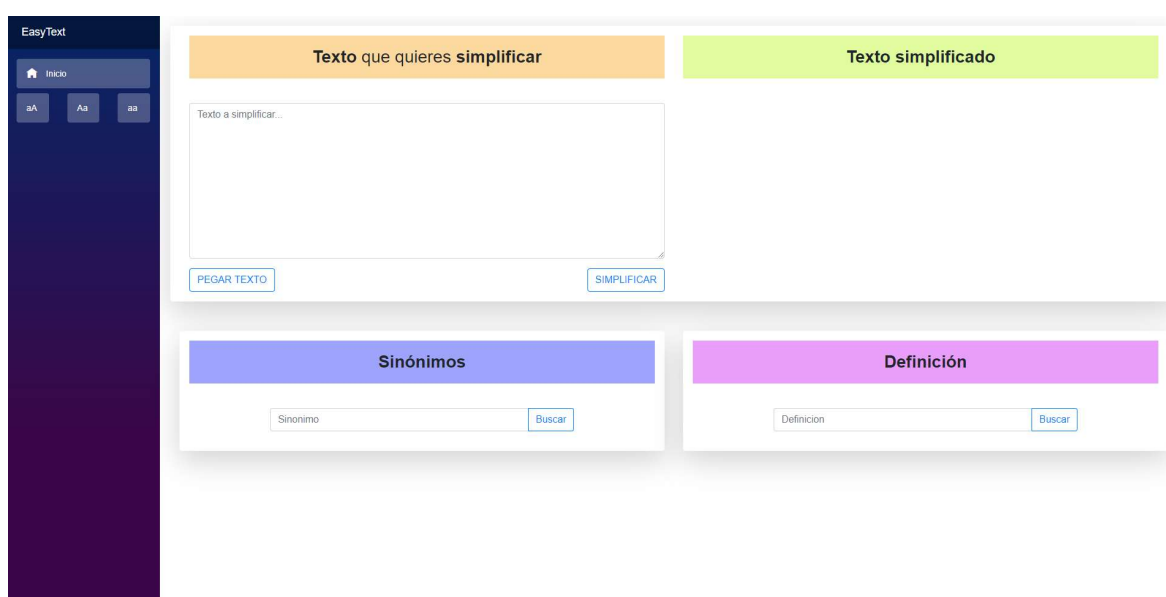 EasyText
Inicio
aA Aa aa
Texto que quieres simplificar
Texto a simplificar...
PEGAR TEXTO
SIMPLIFICAR
Texto simplificado
Sinónimos
Sinonimo
Buscar
Definición
Definicion
Buscar